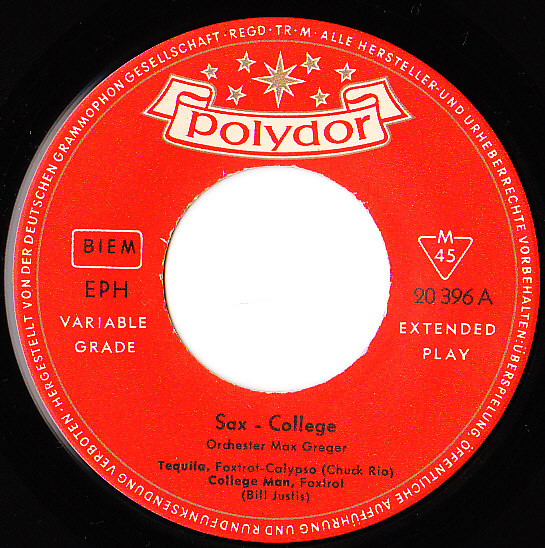 HERGESTELLT VON DER DEUTSCHEN GRAMMOPHON GESELLSCHAFT · REGD · TR · M · ALLE HERSTELLER-UND URHEBERRECHTE VORBEHALTEN: ÜBERSPIELUNG ÖFFENTLICHE AUFFÜHRUNG UND RUNDFUNKSENDUNG VERBOTEN ·
Polydor
BIEM
EPH
VARIABLE
GRADE
M
45
20 396 A
EXTENDED
PLAY
Sax - College
Orchester Max Greger
Tequila, Foxtrot-Calypso (Chuck Rio)
College Man, Foxtrot
(Bill Justis)